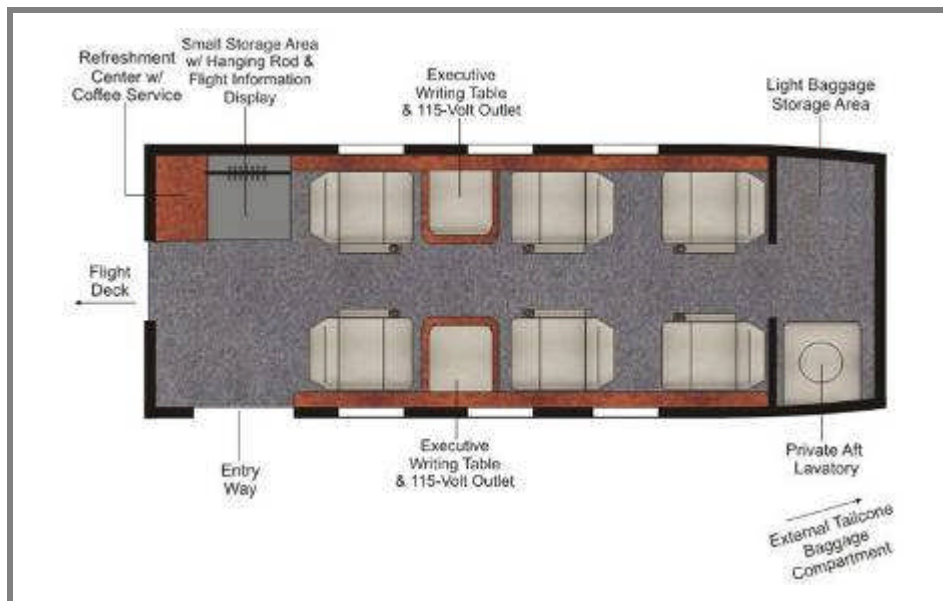 Refreshment
Center w/
Coffee Service
Small Storage Area
w/ Hanging Rod &
Flight Information
Display
Executive
Writing Table
& 115-Volt Outlet
Light Baggage
Storage Area
Flight
Deck
Entry
Way
Executive
Writing Table
& 115-Volt Outlet
Private Aft
Lavatory
External Tailcone
Baggage
Compartment